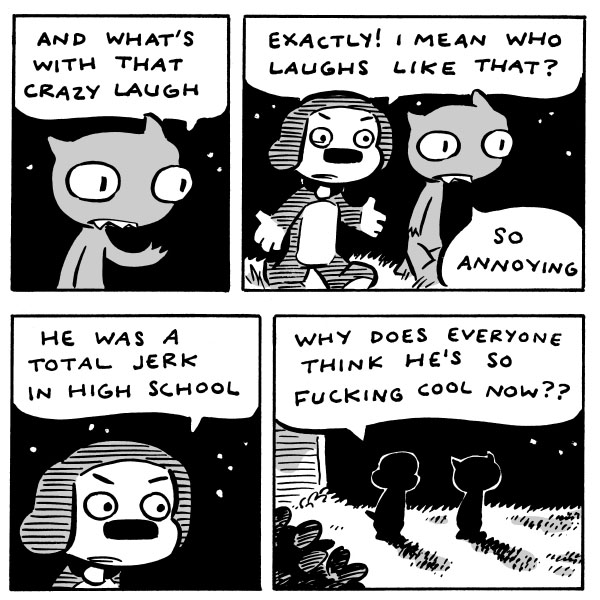 AND WHAT'S
WITH THAT
CRAZY LAUGH
EXACTLY! I MEAN WHO
LAUGHS LIKE THAT?
SO
ANNOYING
HE WAS A
TOTAL JERK
IN HIGH SCHOOL
WHY DOES EVERYONE
THINK HE'S SO
FUCKING COOL NOW??